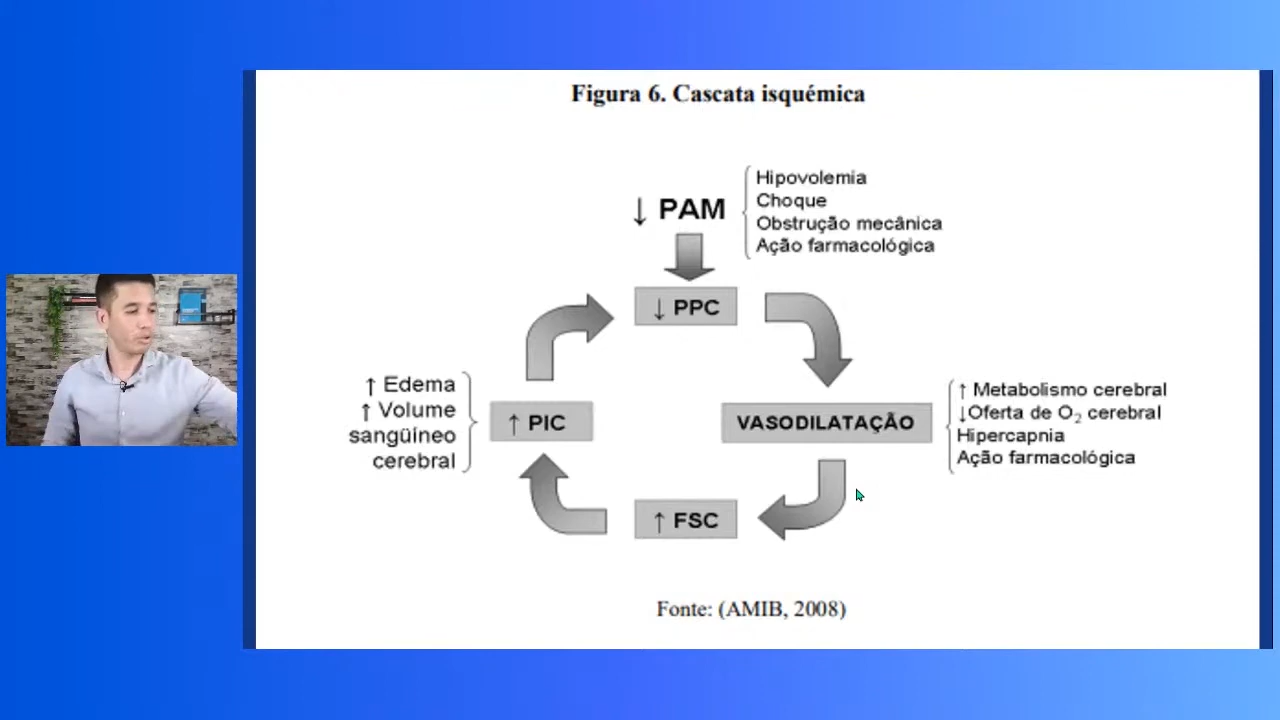 Figura 6. Cascata isquémica
↓ PAM
Hipovolemia
Choque
Obstrução mecânica
Ação farmacológica
↓ PPC
↑ Edema
↑ Volume
sangüíneo
cerebral
↑ PIC
VASODILATAÇÃO
↑ Metabolismo cerebral
↓Oferta de O₂ cerebral
Hipercapnia
Ação farmacológica
↑ FSC
Fonte: (AMIB, 2008)